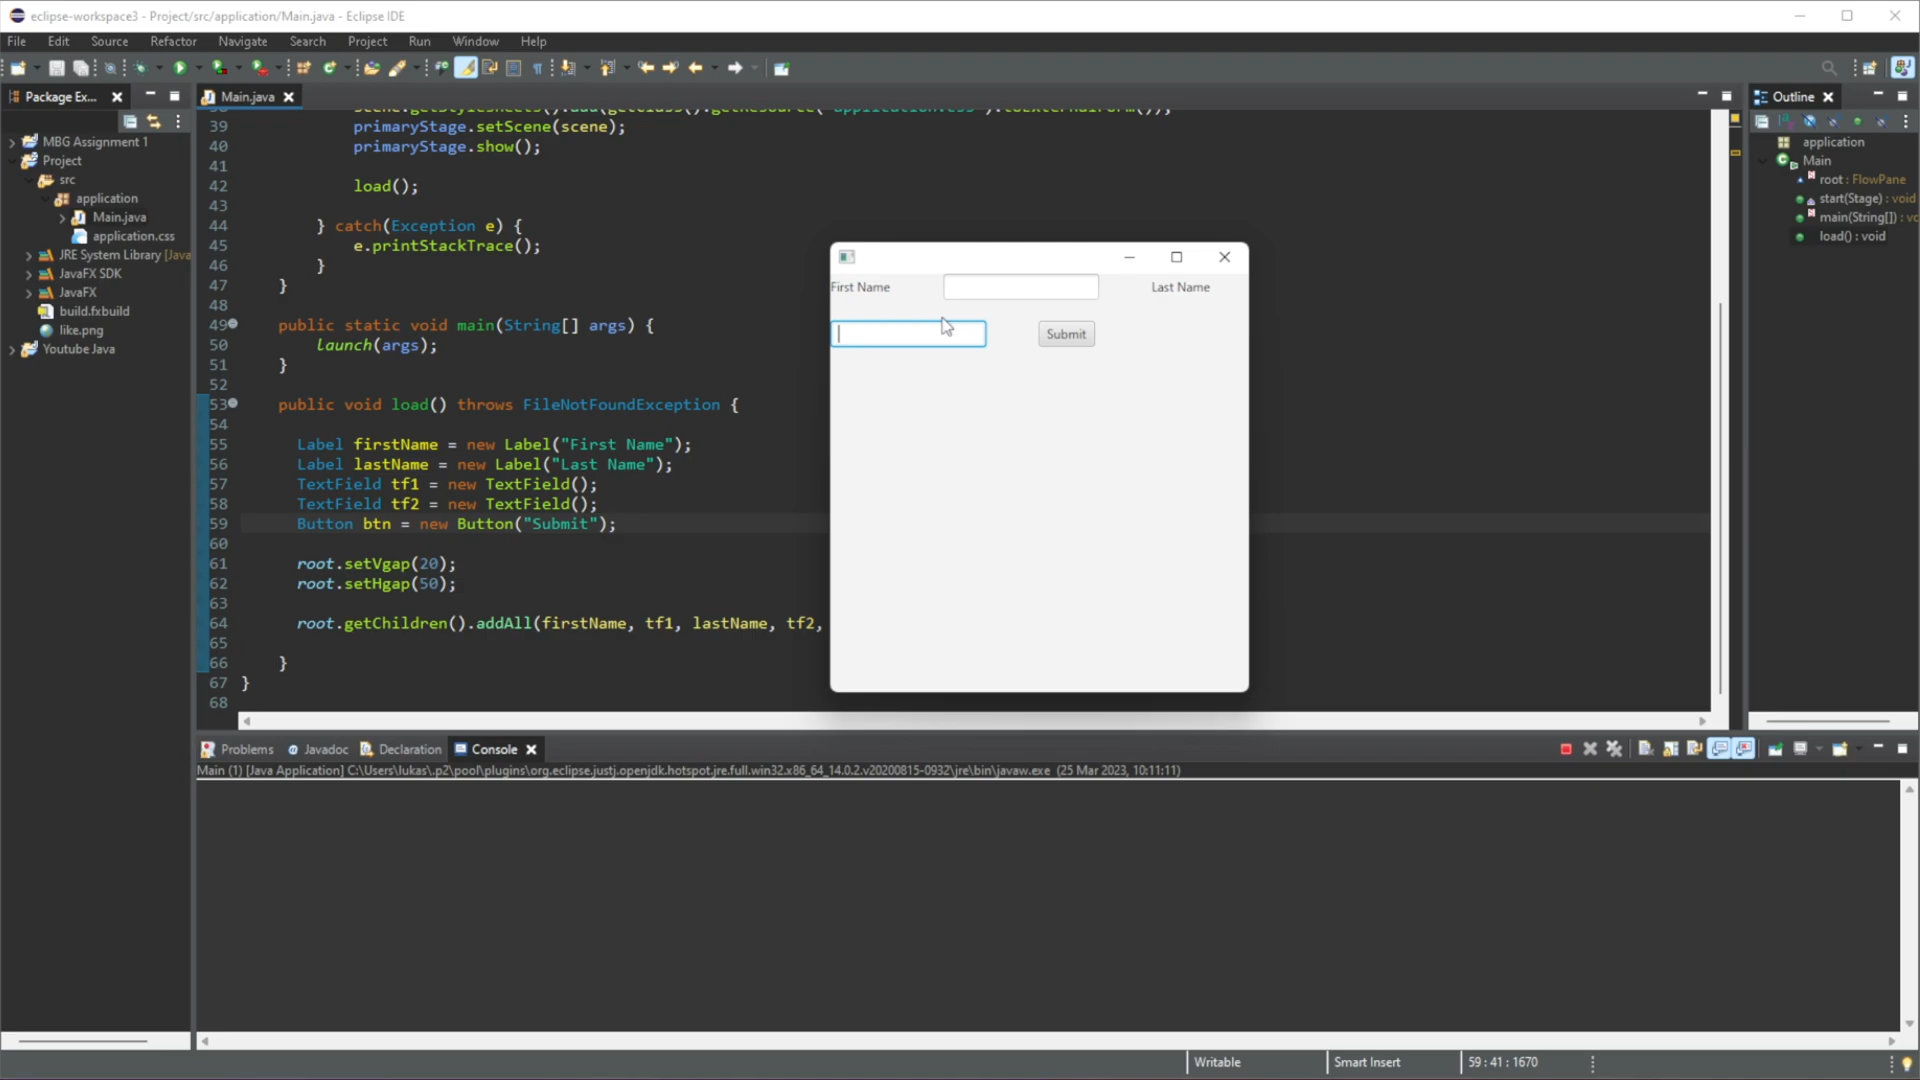 eclipse-workspace3 - Project/src/application/Main.java - Eclipse IDE
File Edit Source Refactor Navigate Search Project Run Window Help
Package Ex...
Main.java
Outline
39 primaryStage.setScene(scene);
40 primaryStage.show();
41
42 load();
43
44 } catch(Exception e) {
45 e.printStackTrace();
46 }
47 }
48
49 public static void main(String[] args) {
50 launch(args);
51 }
52
53 public void load() throws FileNotFoundException {
54
55 Label firstName = new Label("First Name");
56 Label lastName = new Label("Last Name");
57 TextField tf1 = new TextField();
58 TextField tf2 = new TextField();
59 Button btn = new Button("Submit");
60
61 root.setVgap(20);
62 root.setHgap(50);
63
64 root.getChildren().addAll(firstName, tf1, lastName, tf2,
65
66 }
67 }
68
MBG Assignment 1
Project
src
application
Main.java
application.css
JRE System Library [Java
JavaFX SDK
JavaFX
build.fxbuild
like.png
Youtube Java
First Name Last Name
Submit
application
Main
root : FlowPane
start(Stage) : void
main(String[]) : vo
load() : void
Problems Javadoc Declaration Console
Main (1) [Java Application] C:\Users\lukas\.p2\pool\plugins\org.eclipse.justj.openjdk.hotspot.jre.full.win32.x86_64_14.0.2.v20200815-0932\jre\bin\javaw.exe (25 Mar 2023, 10:11:11)
Writable Smart Insert 59 : 41 : 1670